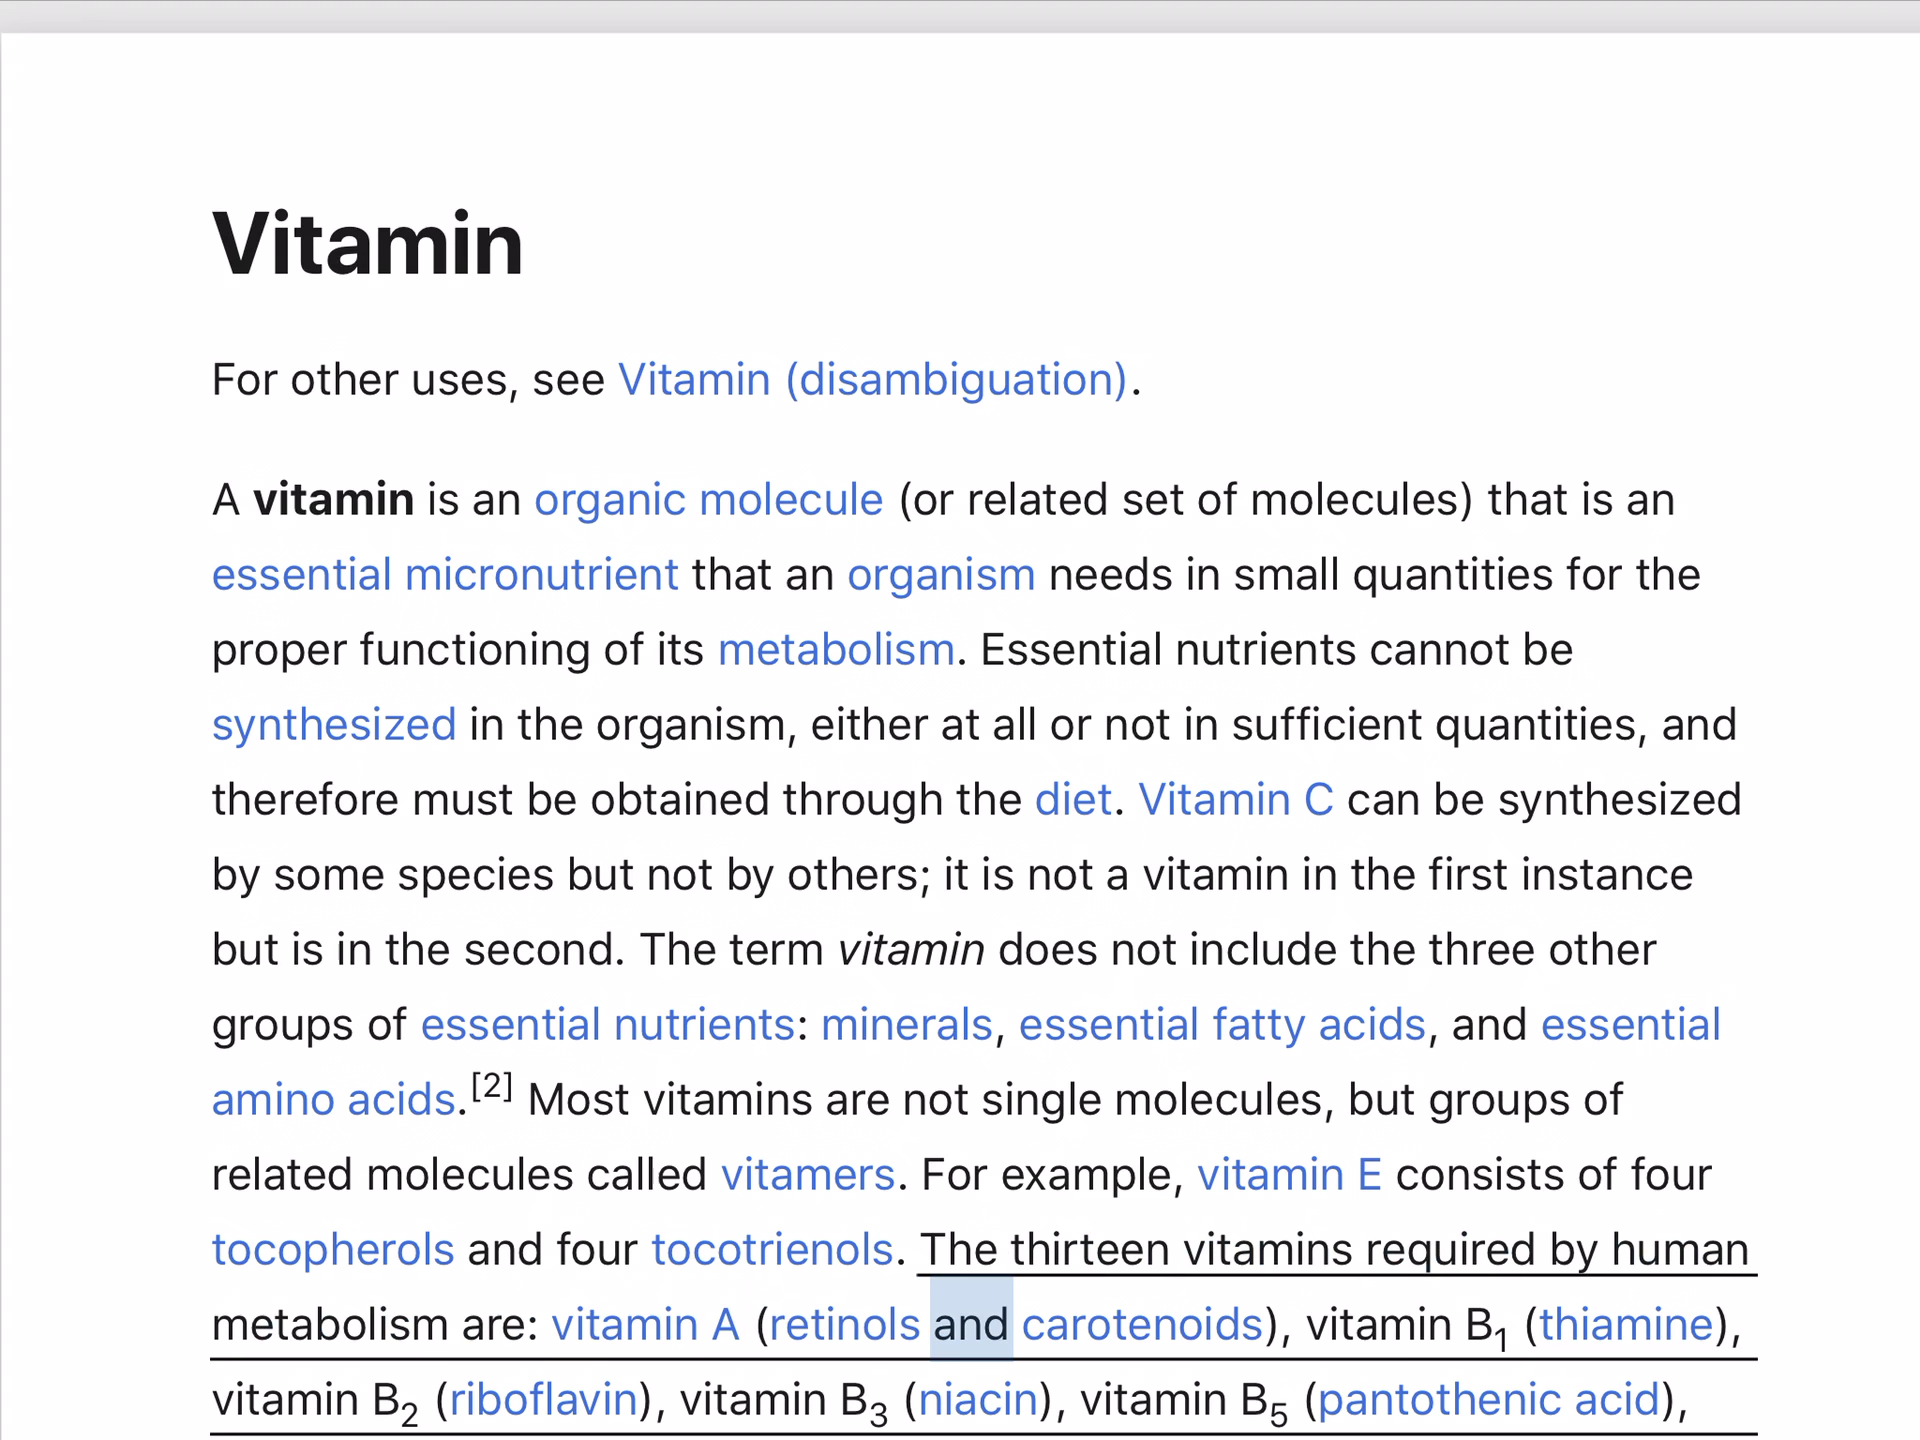 Vitamin
For other uses, see Vitamin (disambiguation).
A vitamin is an organic molecule (or related set of molecules) that is an
essential micronutrient that an organism needs in small quantities for the
proper functioning of its metabolism. Essential nutrients cannot be
synthesized in the organism, either at all or not in sufficient quantities, and
therefore must be obtained through the diet. Vitamin C can be synthesized
by some species but not by others; it is not a vitamin in the first instance
but is in the second. The term vitamin does not include the three other
groups of essential nutrients: minerals, essential fatty acids, and essential
amino acids.[2] Most vitamins are not single molecules, but groups of
related molecules called vitamers. For example, vitamin E consists of four
tocopherols and four tocotrienols. The thirteen vitamins required by human
metabolism are: vitamin A (retinols and carotenoids), vitamin B1 (thiamine),
vitamin B2 (riboflavin), vitamin B3 (niacin), vitamin B5 (pantothenic acid),